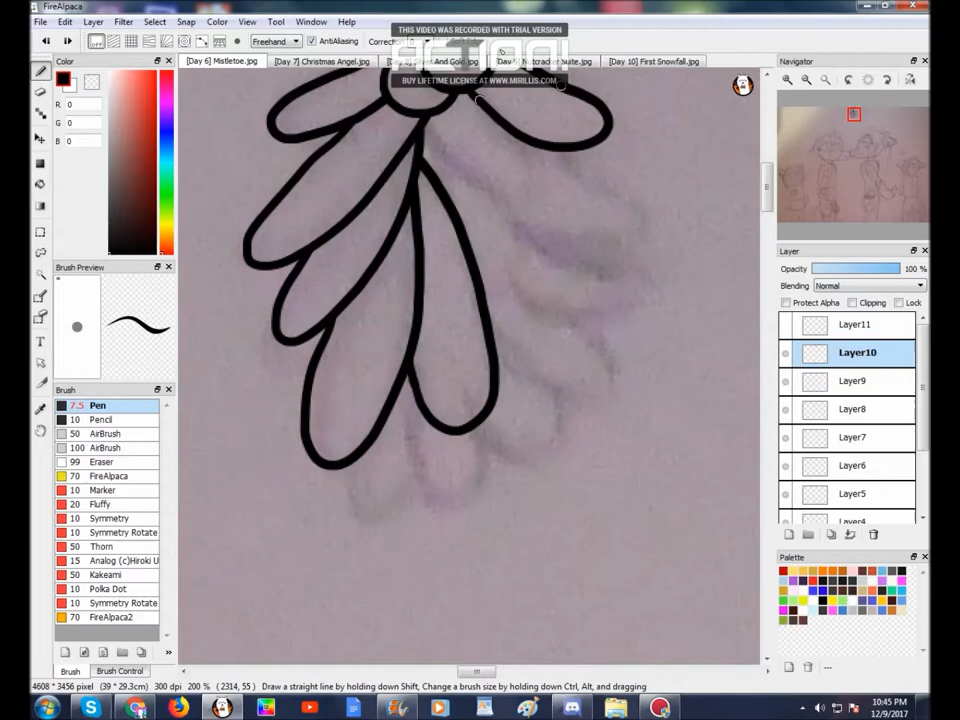 FireAlpaca
File Edit Layer Filter Select Snap Color View Tool Window Help
THIS VIDEO WAS RECORDED WITH TRIAL VERSION
ACTION!
BUY LIFETIME LICENSE AT WWW.MIRILLIS.COM
Freehand AntiAliasing Correction
Color
[Day 6] Mistletoe.jpg [Day 7] Christmas Angel.jpg And Gold.jpg Nutcracker Suite.jpg [Day 10] First Snowfall.jpg
Navigator
R 0
G 0
B 0
Layer
Opacity 100 %
Brush Preview
Blending Normal
Protect Alpha Clipping Lock
Layer11
Layer10
Layer9
Layer8
Layer7
Layer6
Layer5
Layer4
Brush
7.5 Pen
10 Pencil
50 AirBrush
100 AirBrush
99 Eraser
70 FireAlpaca
10 Marker
20 Fluffy
10 Symmetry
10 Symmetry Rotate
50 Thorn
15 Analog (c)Hiroki U
50 Kakeami
10 Polka Dot
10 Symmetry Rotate
70 FireAlpaca2
Palette
Brush Brush Control
4608 * 3456 pixel (39 * 29.3cm) 300 dpi 200 % (2314, 55) Draw a straight line by holding down Shift, Change a brush size by holding down Ctrl, Alt, and dragging
10:45 PM
12/9/2017